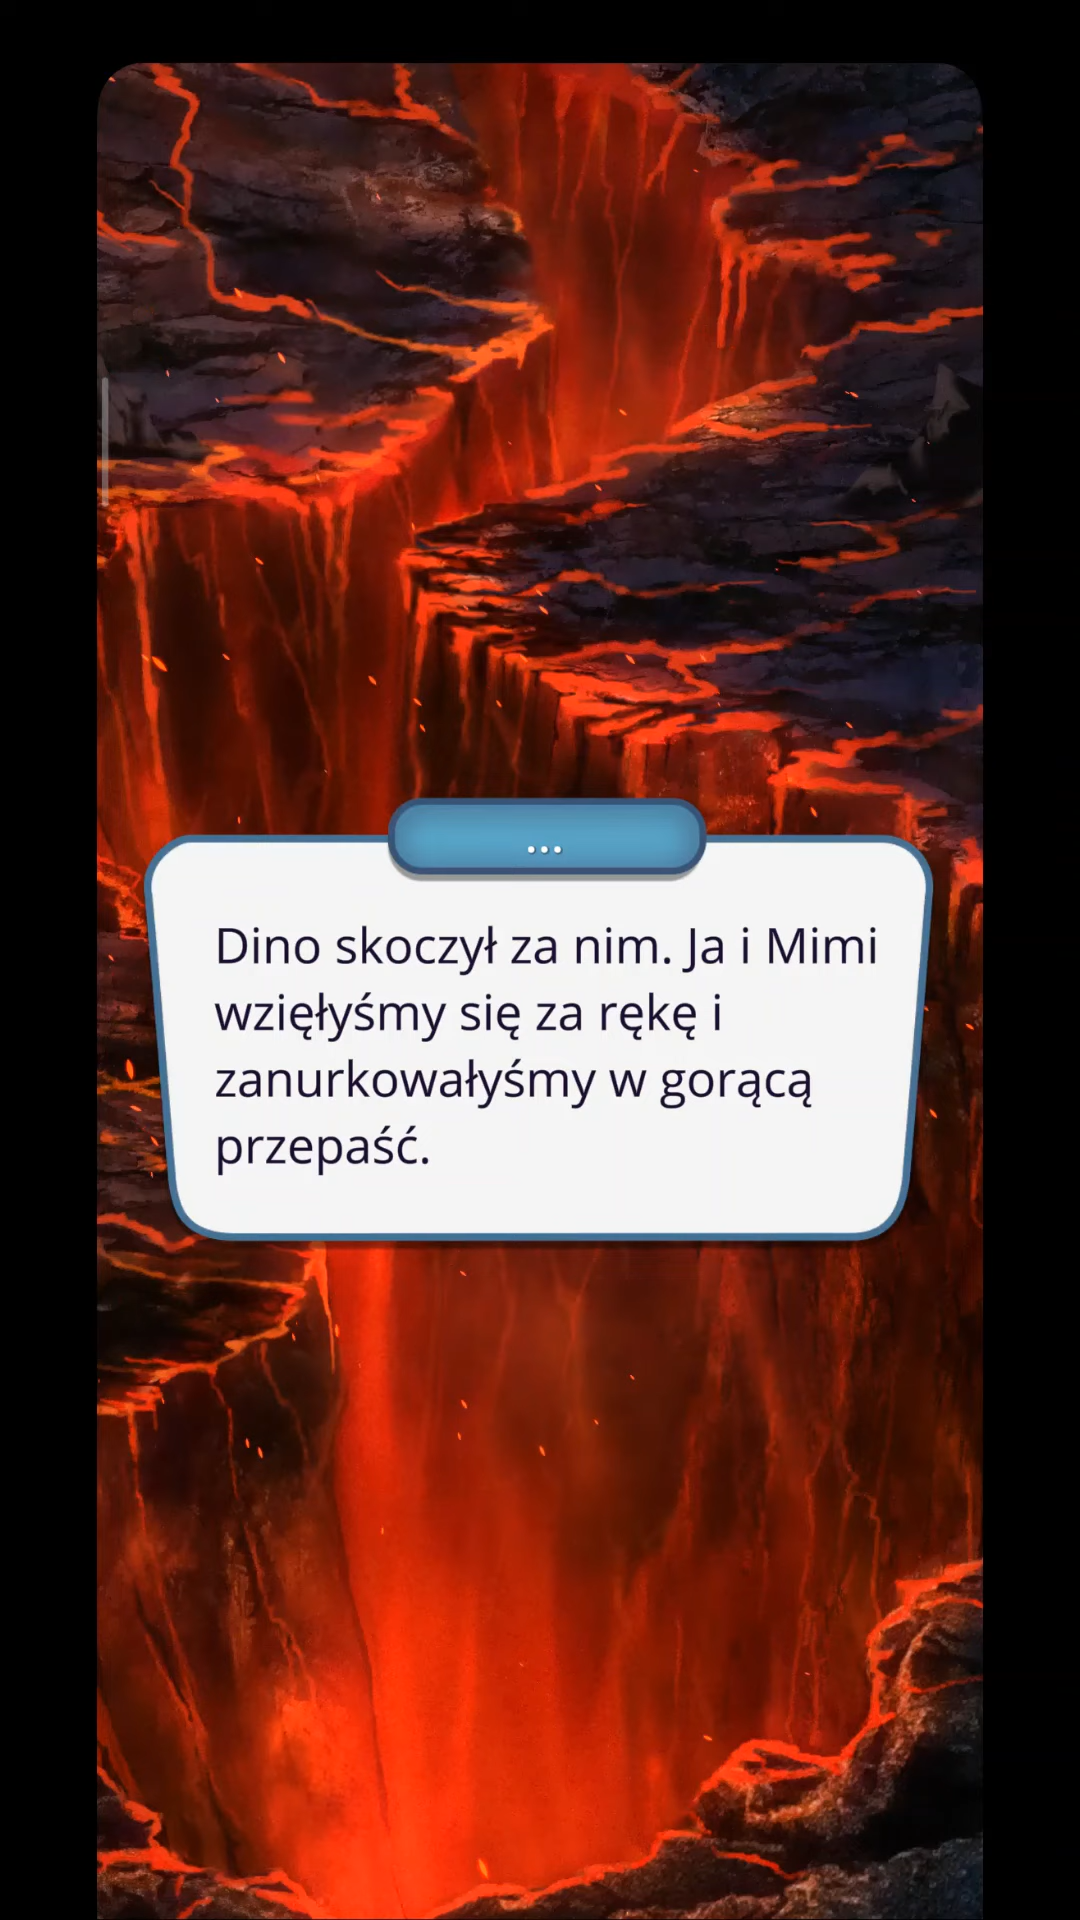 ...
Dino skoczył za nim. Ja i Mimi
wzięłyśmy się za rękę i
zanurkowałyśmy w gorącą
przepaść.